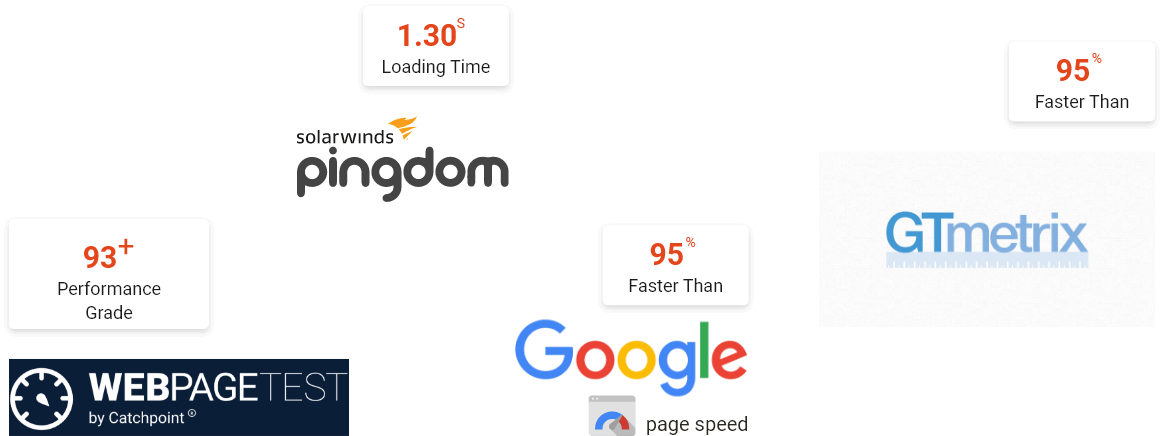 1.30s
Loading Time
solarwinds
pingdom
95%
Faster Than
GTmetrix
93+
Performance
Grade
WEBPAGETEST
by Catchpoint ®
95%
Faster Than
Google
page speed